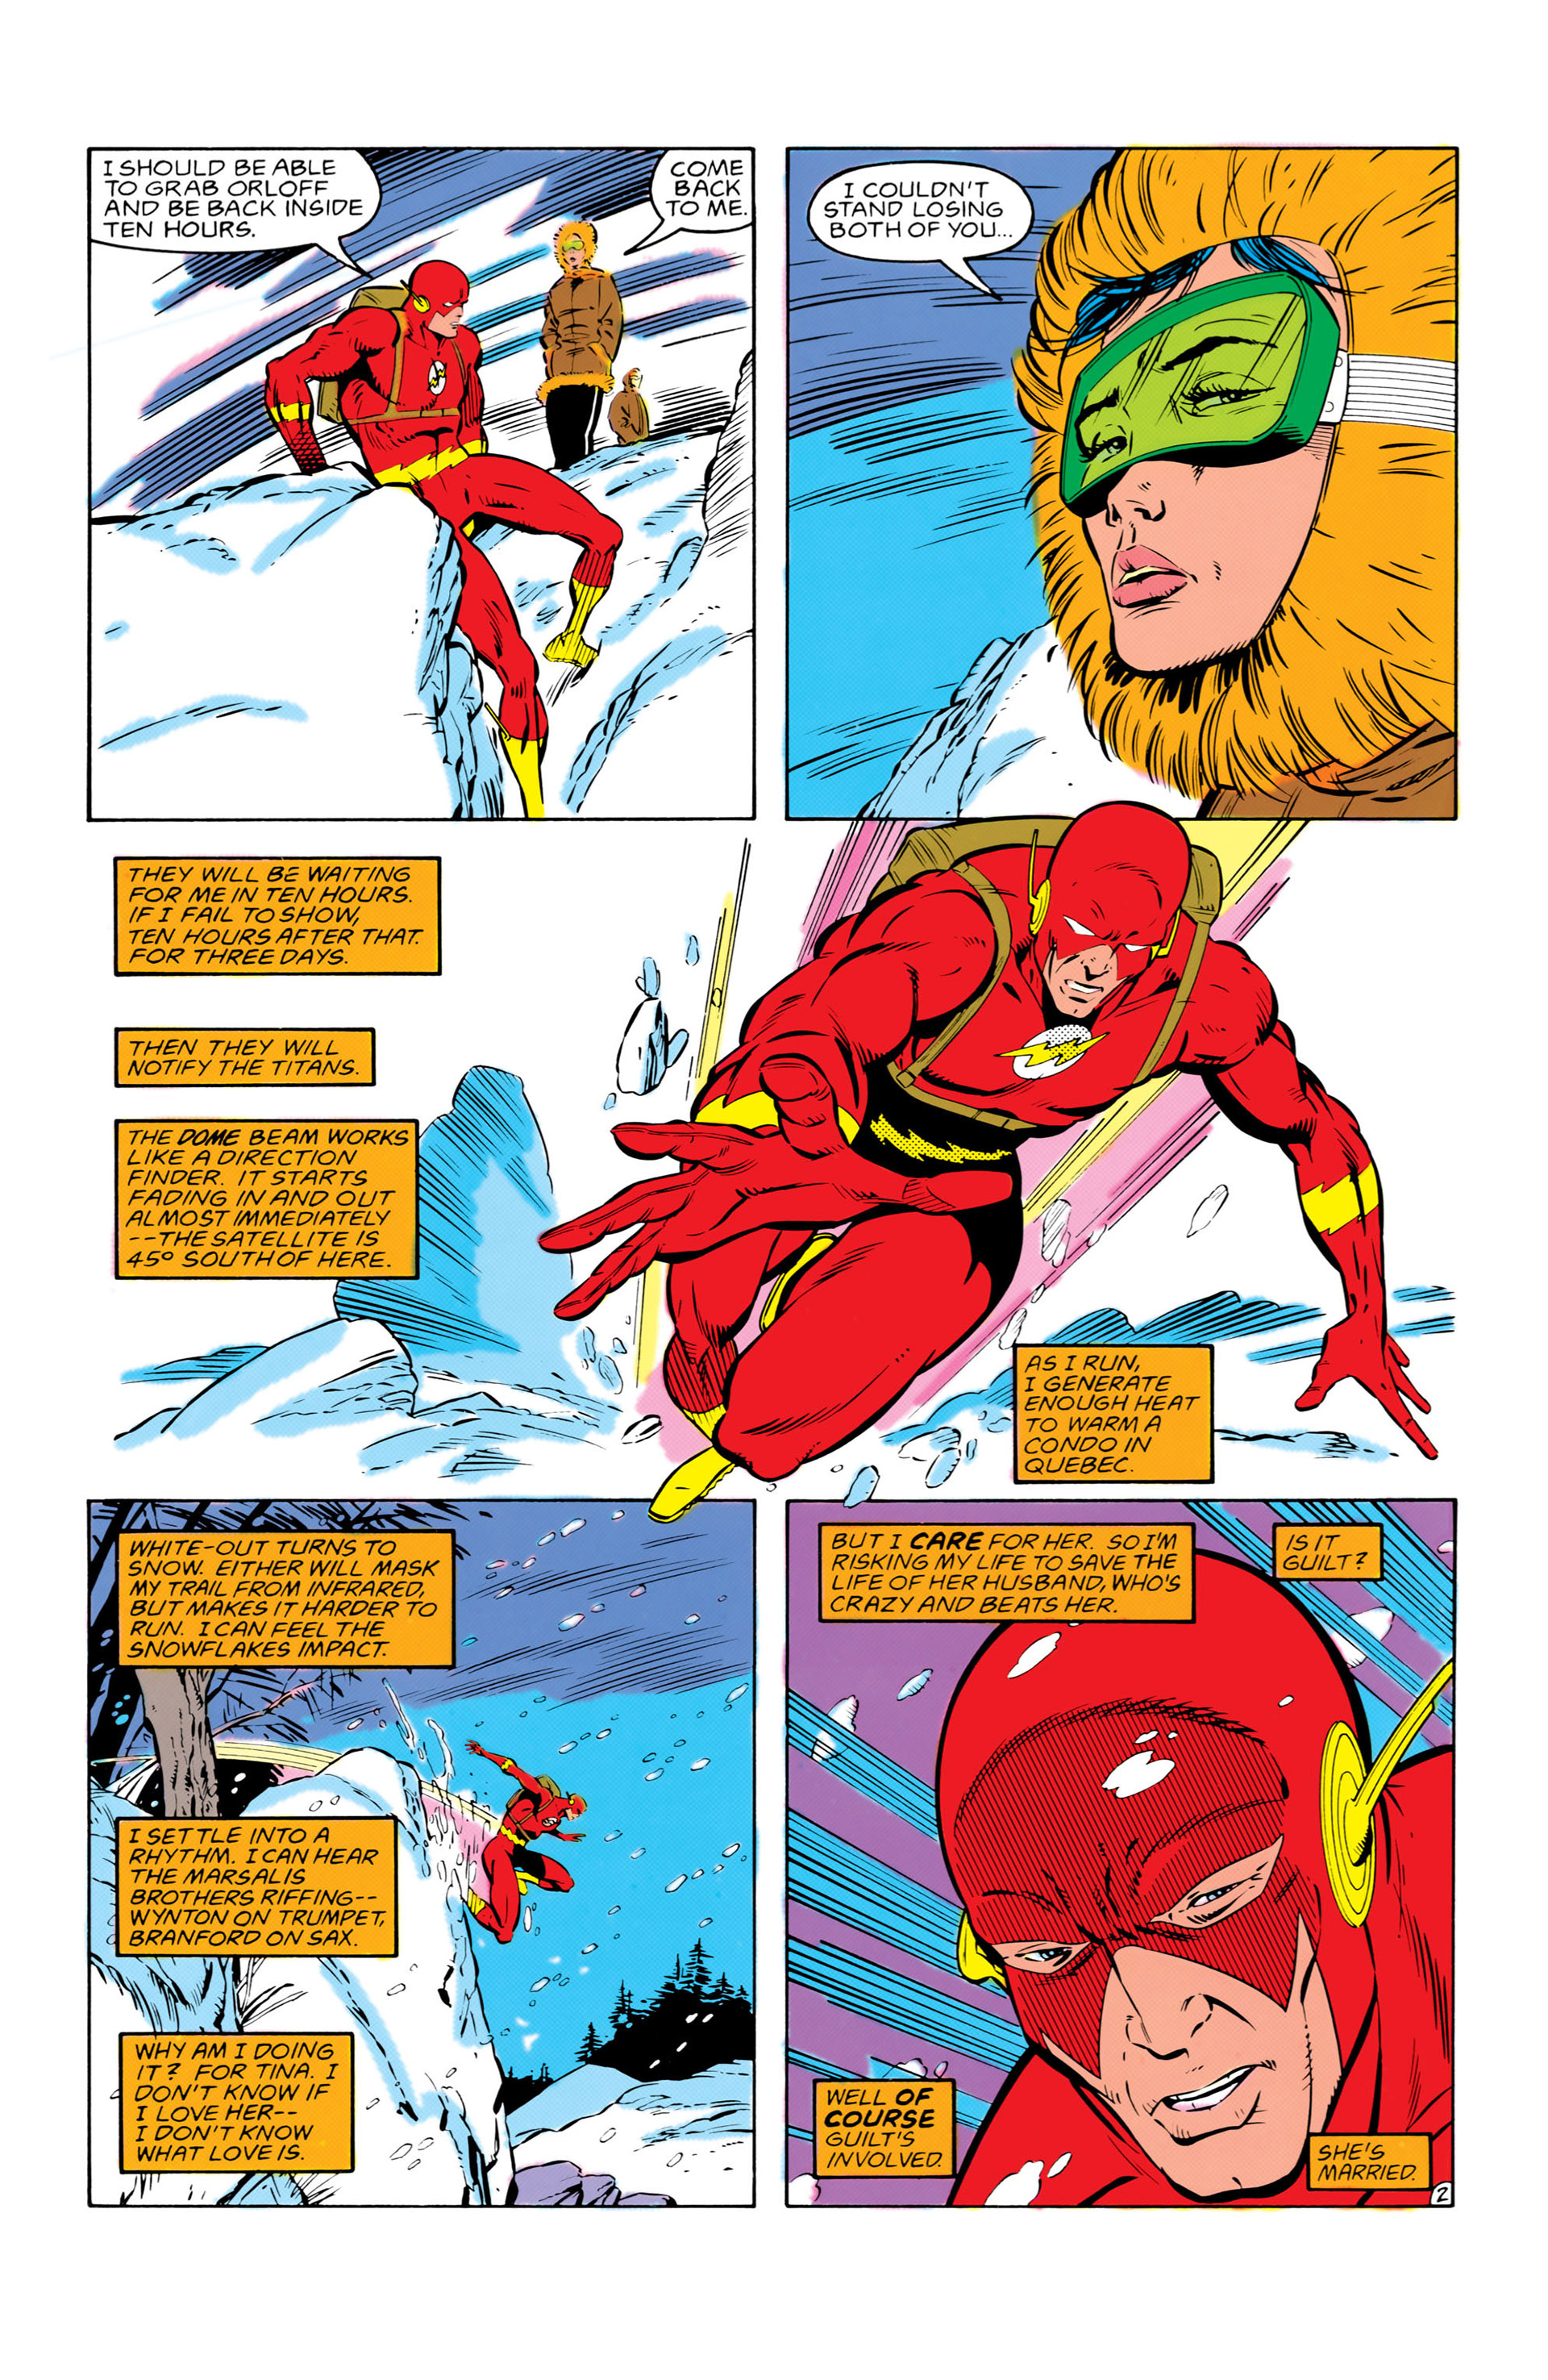 I SHOULD BE ABLE
TO GRAB ORLOFF
AND BE BACK INSIDE
TEN HOURS.
COME
BACK
TO ME.
I COULDN'T
STAND LOSING
BOTH OF YOU...
THEY WILL BE WAITING
FOR ME IN TEN HOURS.
IF I FAIL TO SHOW,
TEN HOURS AFTER THAT.
FOR THREE DAYS.
THEN THEY WILL
NOTIFY THE TITANS.
THE DOME BEAM WORKS
LIKE A DIRECTION
FINDER. IT STARTS
FADING IN AND OUT
ALMOST IMMEDIATELY
--THE SATELLITE IS
45° SOUTH OF HERE.
AS I RUN,
I GENERATE
ENOUGH HEAT
TO WARM A
CONDO IN
QUEBEC.
WHITE-OUT TURNS TO
SNOW. EITHER WILL MASK
MY TRAIL FROM INFRARED,
BUT MAKES IT HARDER TO
RUN. I CAN FEEL THE
SNOWFLAKES IMPACT.
I SETTLE INTO A
RHYTHM. I CAN HEAR
THE MARSALIS
BROTHERS RIFFING--
WYNTON ON TRUMPET,
BRANFORD ON SAX.
WHY AM I DOING
IT? FOR TINA. I
DON'T KNOW IF
I LOVE HER--
I DON'T KNOW
WHAT LOVE IS.
BUT I CARE FOR HER. SO I'M
RISKING MY LIFE TO SAVE THE
LIFE OF HER HUSBAND, WHO'S
CRAZY AND BEATS HER.
IS IT
GUILT?
WELL OF
COURSE
GUILT'S
INVOLVED.
SHE'S
MARRIED.
2